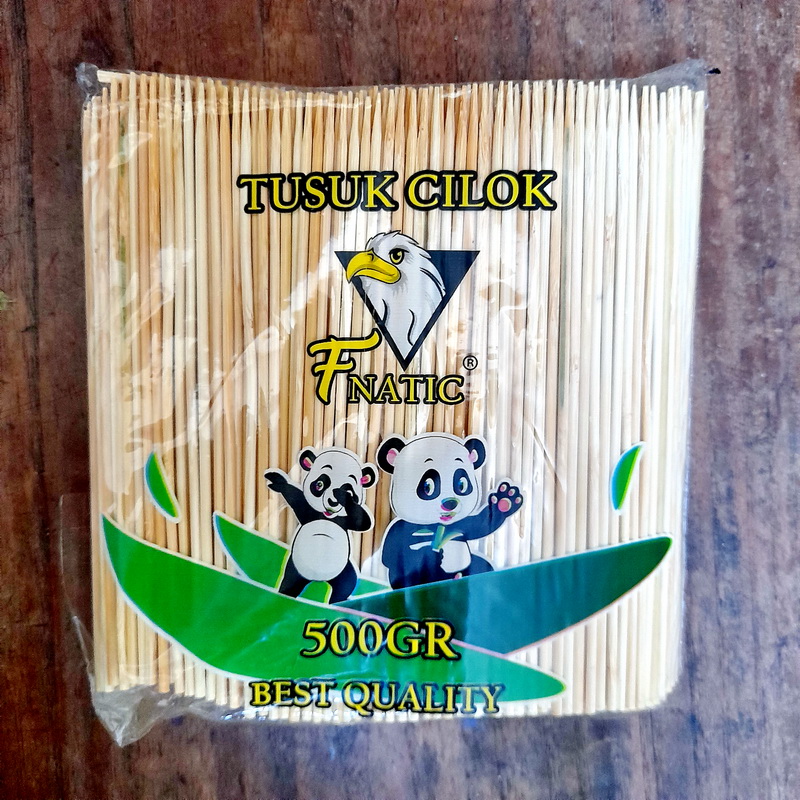 TUSUK CILOK
FNATIC®
500GR
BEST QUALITY